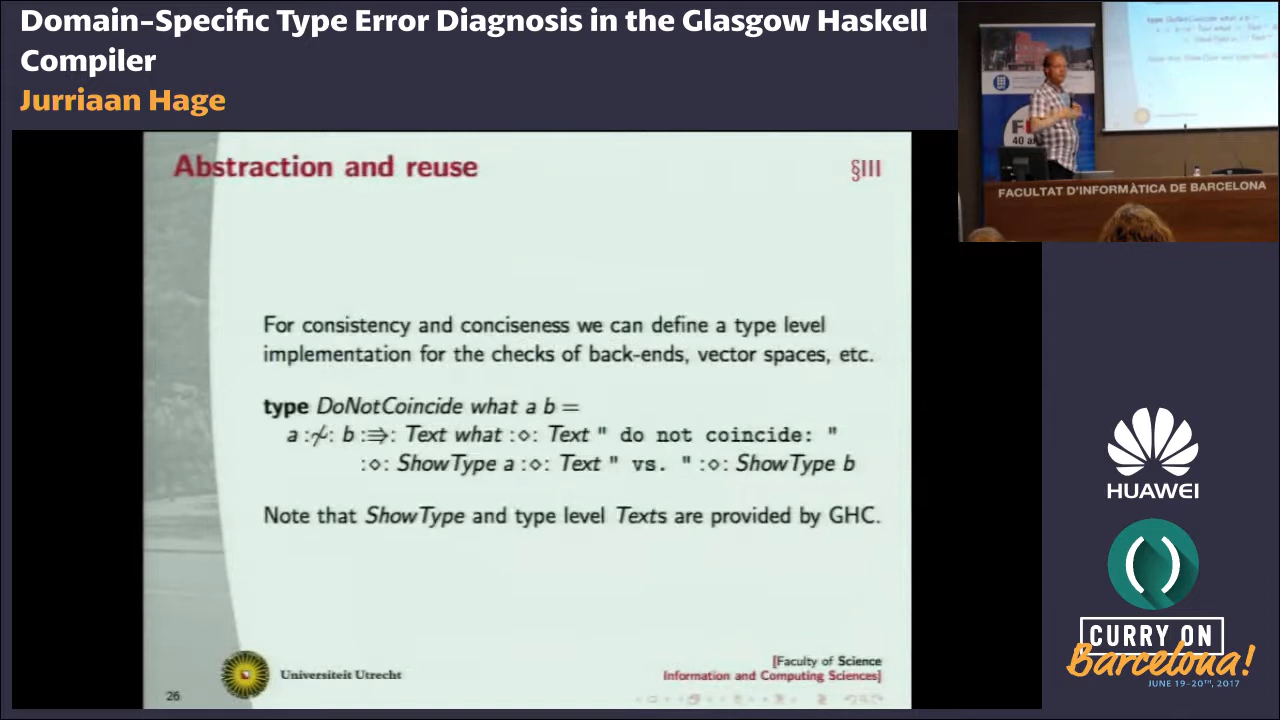 Domain-Specific Type Error Diagnosis in the Glasgow Haskell
Compiler
Jurriaan Hage
Abstraction and reuse
§III
For consistency and conciseness we can define a type level
implementation for the checks of back-ends, vector spaces, etc.
type DoNotCoincide what a b =
a :≁: b :⇛: Text what :⋄: Text " do not coincide: "
:⋄: ShowType a :⋄: Text " vs. " :⋄: ShowType b
Note that ShowType and type level Texts are provided by GHC.
Universiteit Utrecht
[Faculty of Science
Information and Computing Sciences]
26
40
FACULTAT D'INFORMÀTICA DE BARCELONA
HUAWEI
CURRY ON
Barcelona!
JUNE 19-20TH, 2017